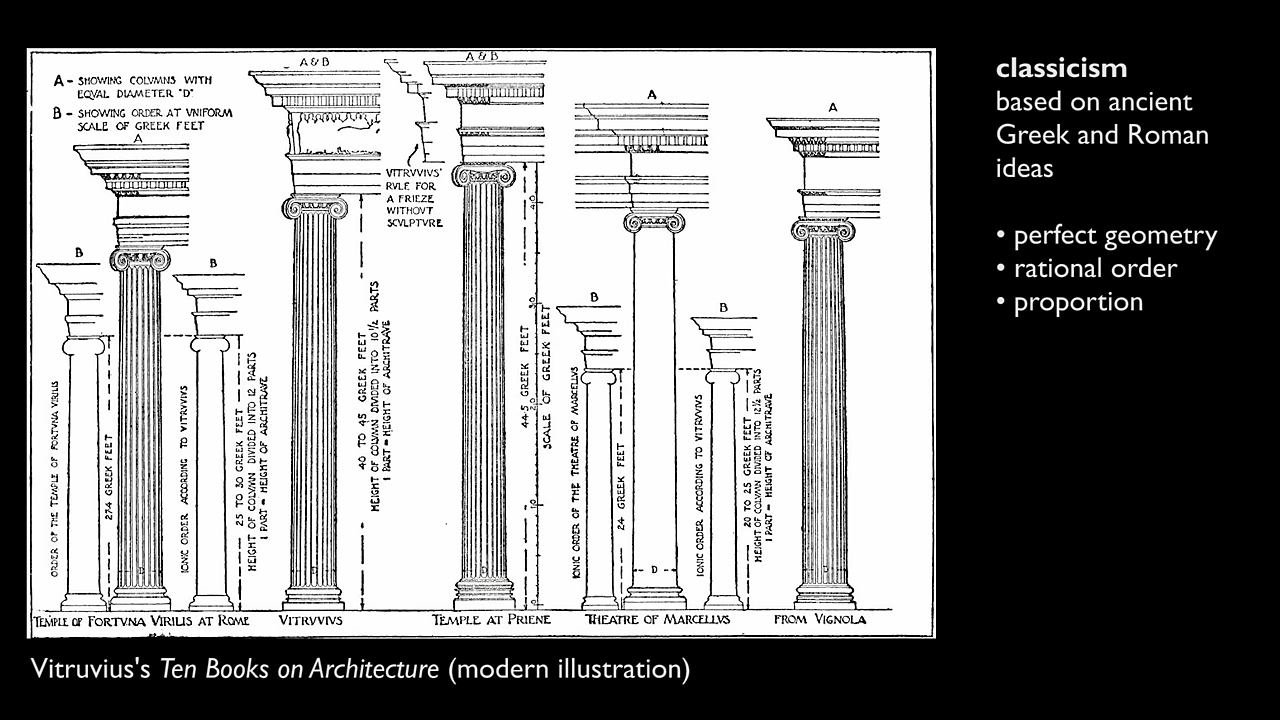 A - SHOWING COLVMNS WITH
EQVAL DIAMETER "D"
B - SHOWING ORDER AT VNIFORM
SCALE OF GREEK FEET
A
B
B
A & B
A & B
VITRVVIVS'
RVLE FOR
A FRIEZE
WITHOVT
SCVLPTVRE
A
B
B
A
ORDER OF THE TEMPLE OF FORTVNA VIRILIS
27.4 GREEK FEET
D
IONIC ORDER ACCORDING TO VITRVVIVS
25 TO 30 GREEK FEET
HEIGHT OF COLVMN DIVIDED INTO 12 PARTS
1 PART = HEIGHT OF ARCHITRAVE
D
40 TO 45 GREEK FEET
HEIGHT OF COLVMN DIVIDED INTO 10 1/2 PARTS
1 PART = HEIGHT OF ARCHITRAVE
D
44.5 GREEK FEET
SCALE OF GREEK FEET
IONIC ORDER OF THE THEATRE OF MARCELLVS
24 GREEK FEET
D
IONIC ORDER ACCORDING TO VITRVVIVS
20 TO 25 GREEK FEET
HEIGHT OF COLVMN DIVIDED INTO 12 1/2 PARTS
1 PART = HEIGHT OF ARCHITRAVE
D
TEMPLE OF FORTVNA VIRILIS AT ROME
VITRVVIVS
TEMPLE AT PRIENE
THEATRE OF MARCELLVS
FROM VIGNOLA
Vitruvius's Ten Books on Architecture (modern illustration)
classicism
based on ancient
Greek and Roman
ideas
• perfect geometry
• rational order
• proportion